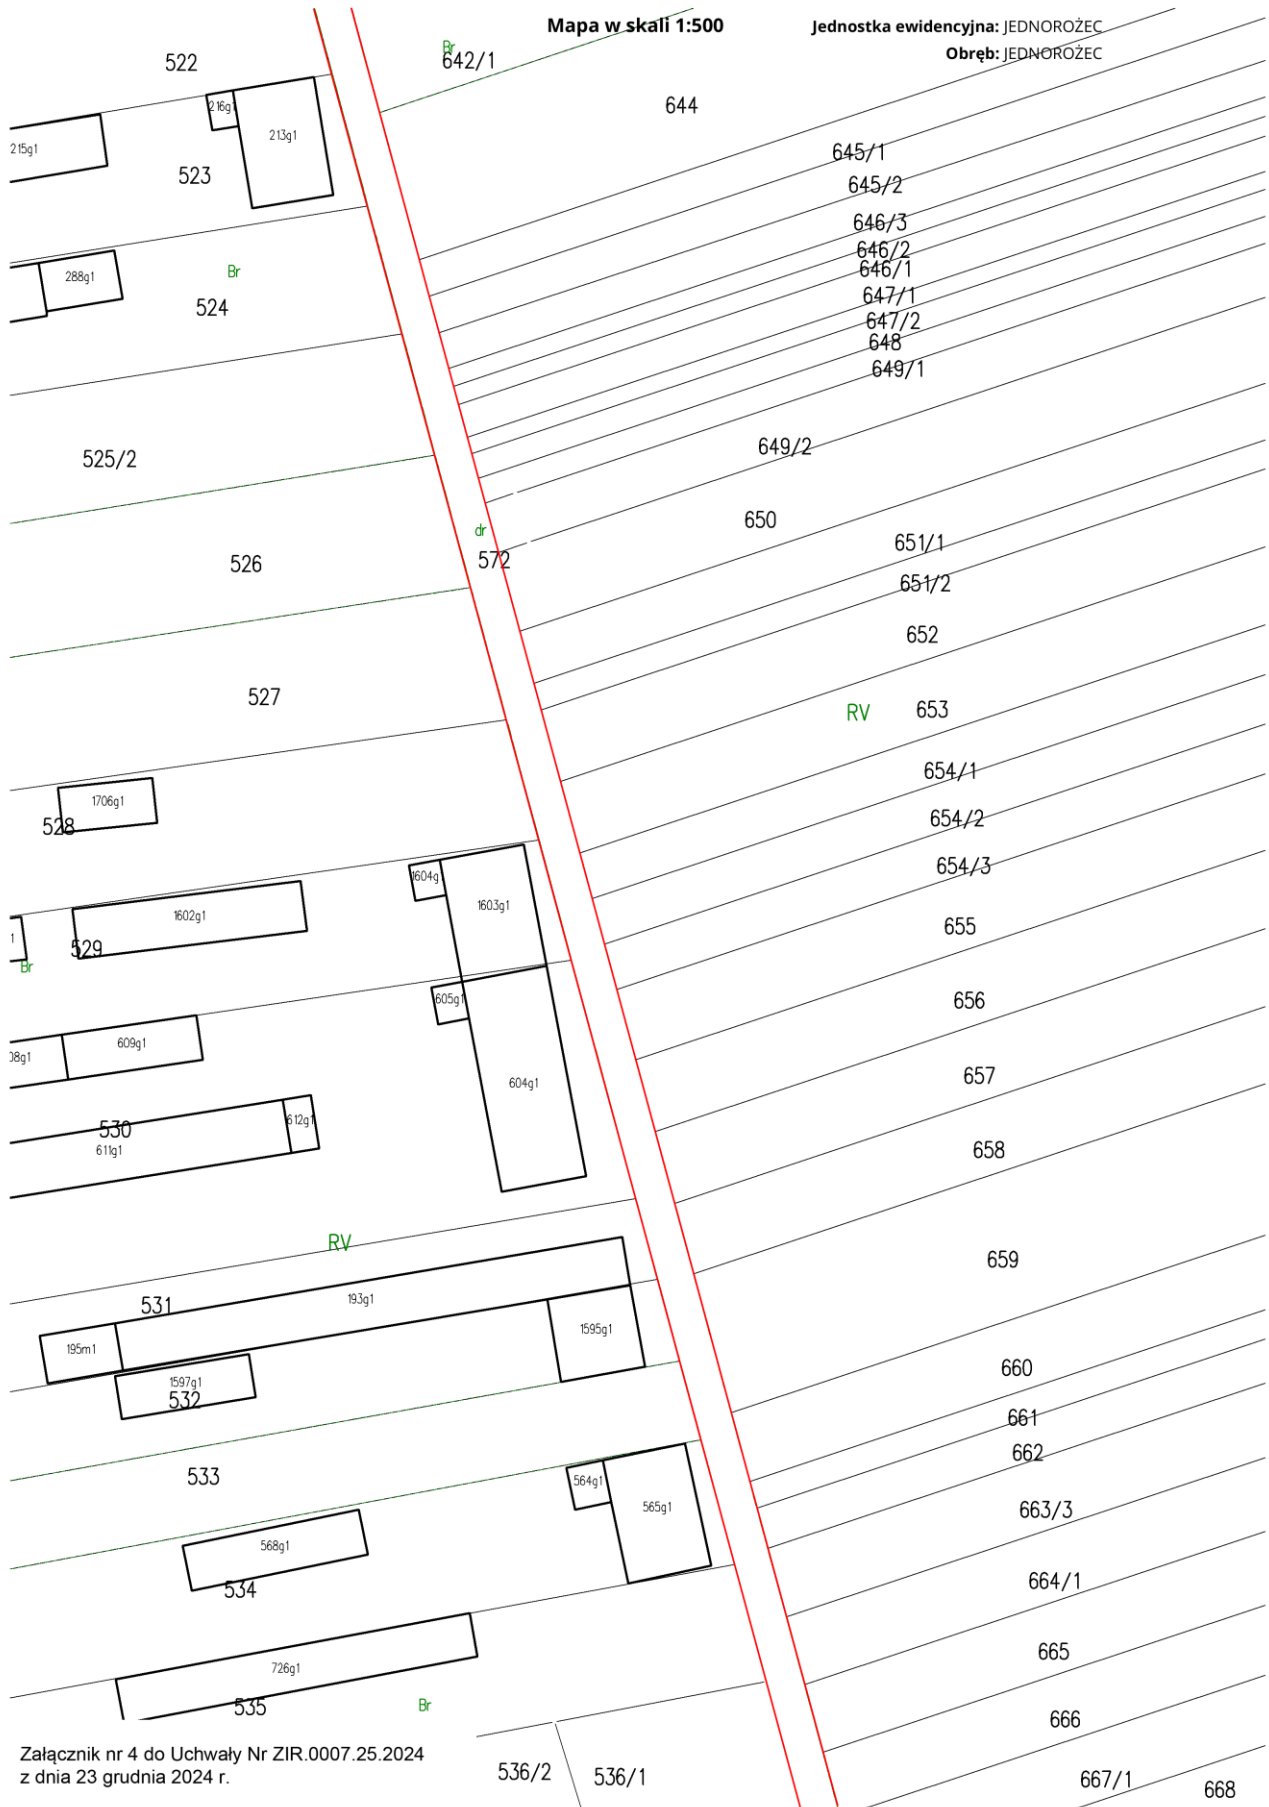 Mapa w skali 1:500
Jednostka ewidencyjna: JEDNOROŻEC
Obręb: JEDNOROŻEC
Br
642/1
522
644
216g1
213g1
215g1
523
645/1
645/2
646/3
646/2
646/1
647/1
647/2
648
649/1
288g1
Br
524
525/2
649/2
650
dr
572
526
651/1
651/2
652
527
RV
653
654/1
654/2
654/3
1706g1
528
1604g
1603g1
1602g1
529
1
Br
655
656
605g1
604g1
609g1
08g1
657
530
611g1
612g1
658
RV
659
531
193g1
195m1
1595g1
1597g1
532
660
661
662
533
564g1
565g1
663/3
568g1
534
664/1
665
726g1
535
Br
666
Załącznik nr 4 do Uchwały Nr ZIR.0007.25.2024
z dnia 23 grudnia 2024 r.
536/2
536/1
667/1
668